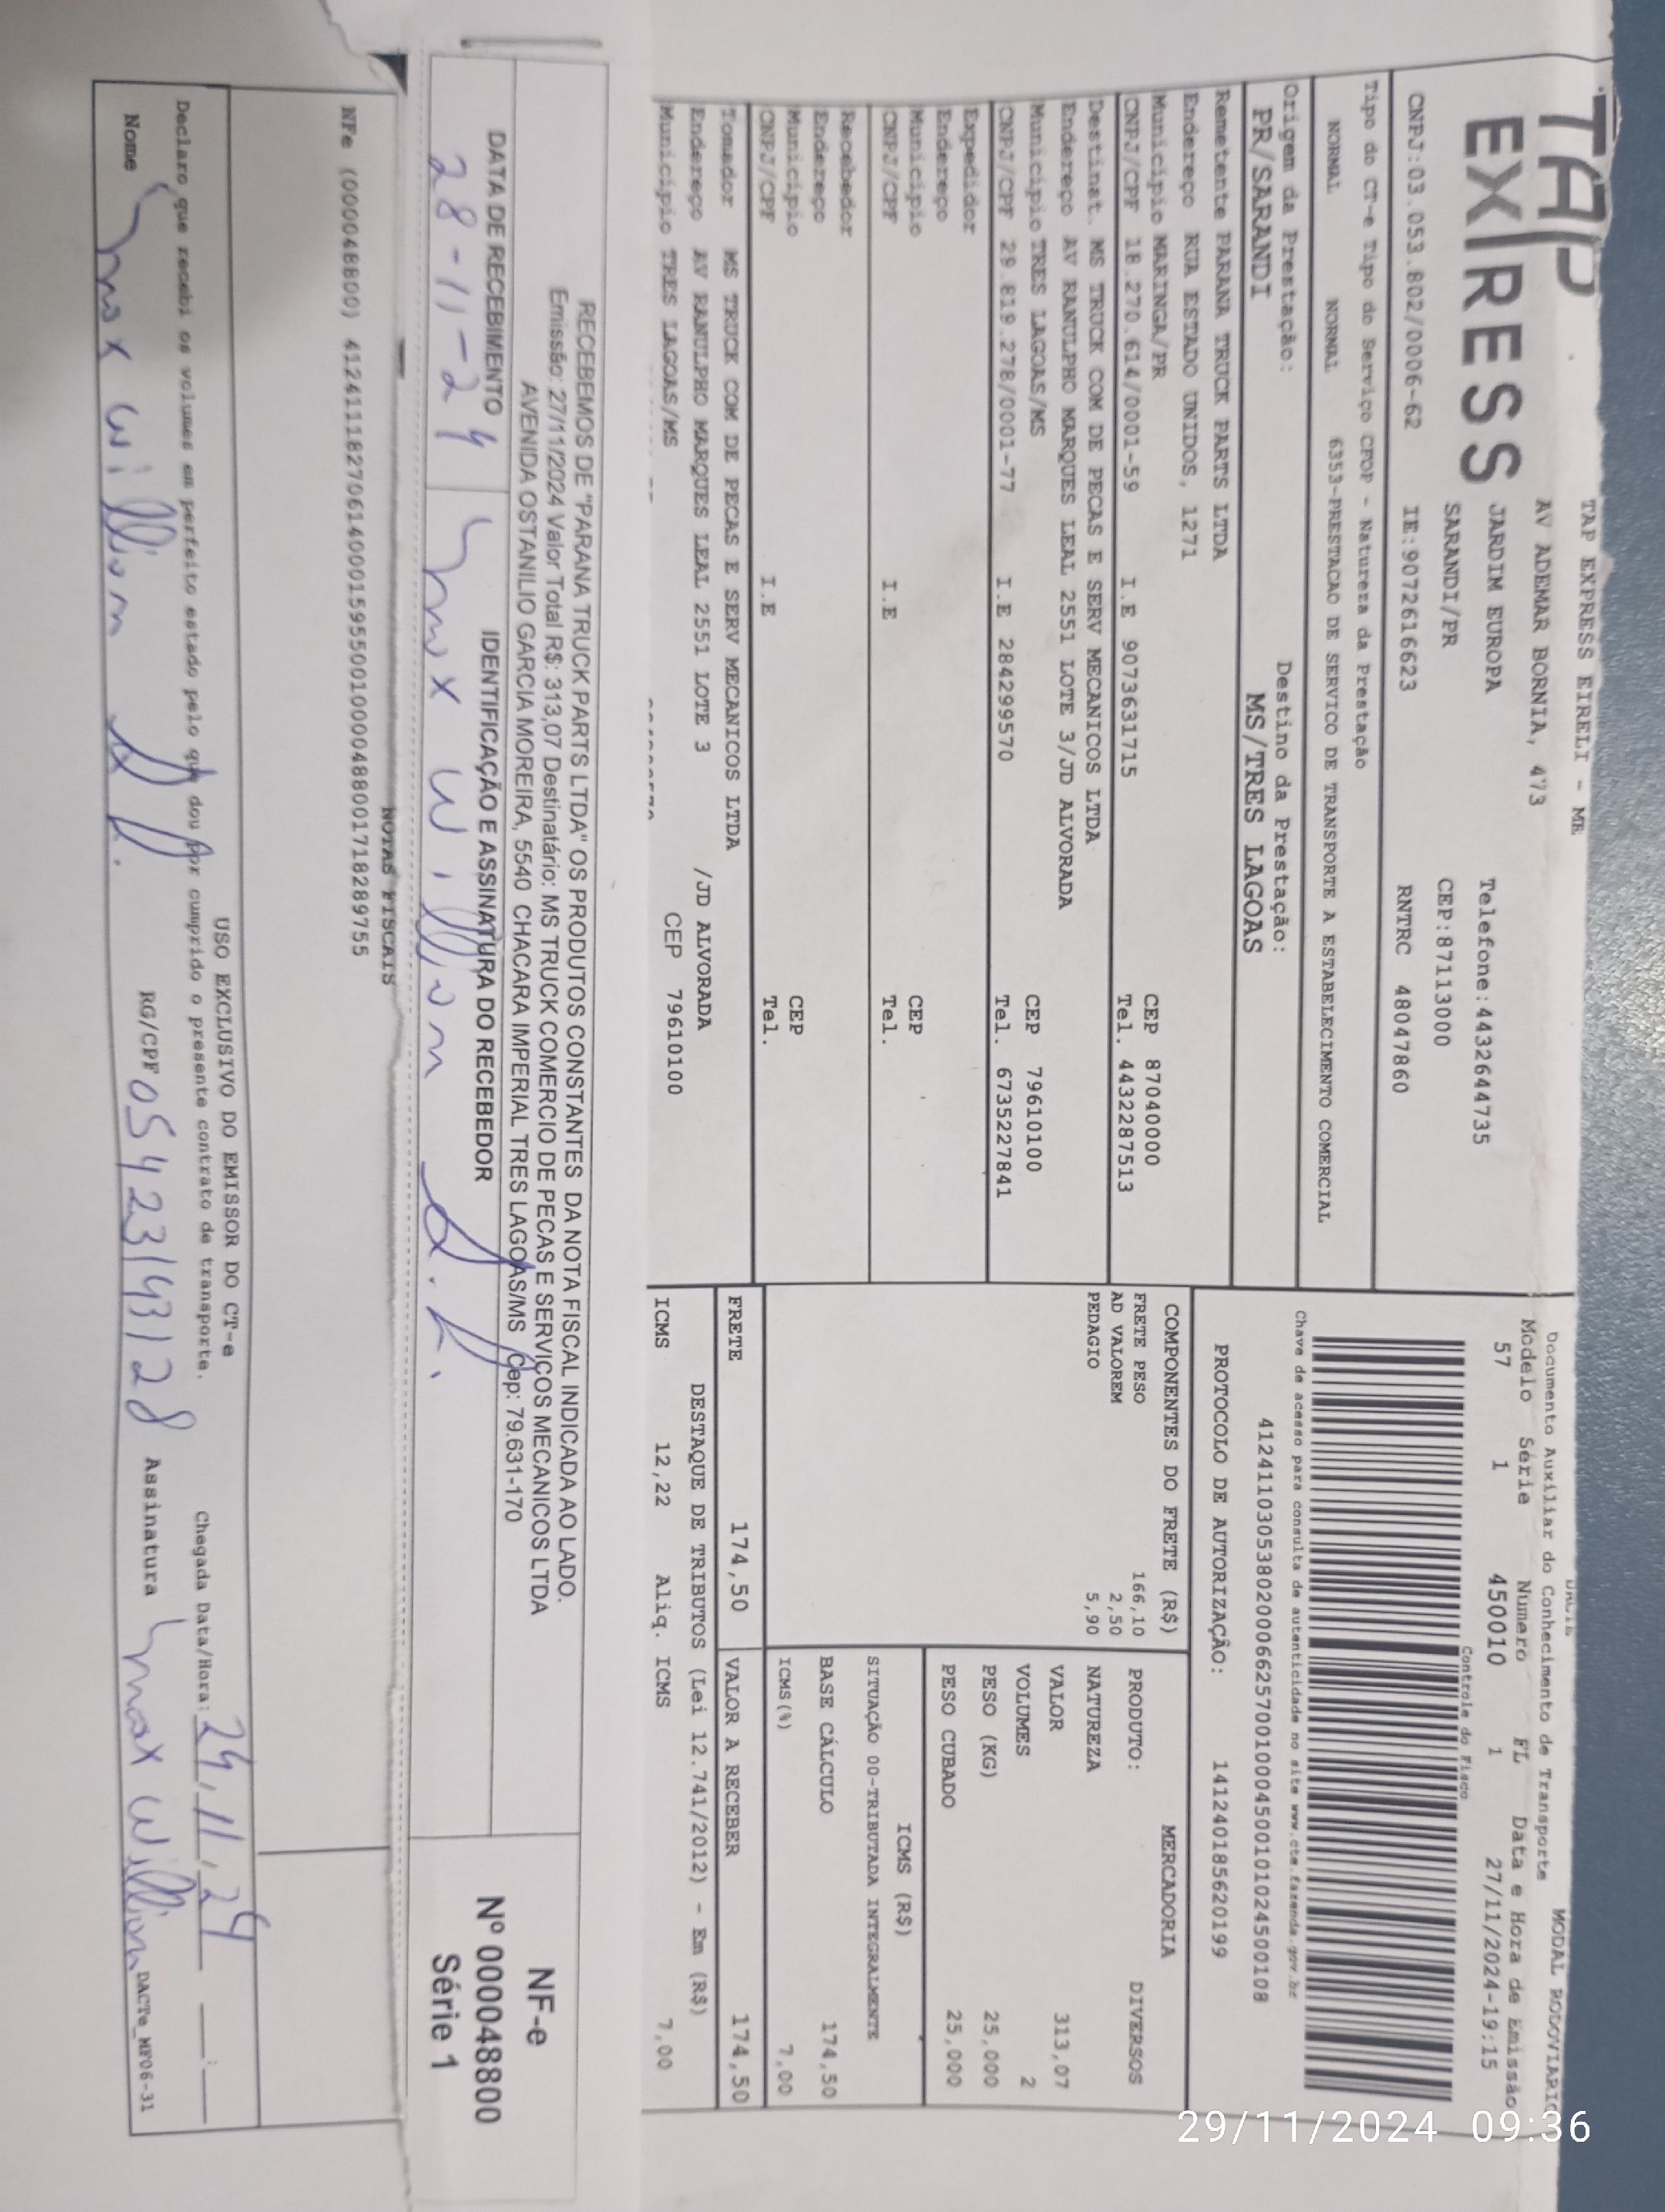 TAP
EXPRESS
TAP EXPRESS EIRELI - ME
AV ADEMAR BORNIA, 473
JARDIM EUROPA Telefone:4432644735
SARANDI/PR CEP:87113000
CNPJ:03.053.802/0006-62 IE:9072616623 RNTRC 48047860
Tipo do CT-e Tipo do Serviço CFOP - Natureza da Prestação
NORMAL NORMAL 6353-PRESTACAO DE SERVICO DE TRANSPORTE A ESTABELECIMENTO COMERCIAL
Origem da Prestação: Destino da Prestação:
PR/SARANDI MS/TRES LAGOAS
Remetente PARANA TRUCK PARTS LTDA
Endereço RUA ESTADO UNIDOS, 1271
Municipio MARINGA/PR CEP 87040000
CNPJ/CPF 18.270.614/0001-59 I.E 9073631715 Tel. 4432287513
Destinat. MS TRUCK COM DE PECAS E SERV MECANICOS LTDA
Endereço AV RANULPHO MARQUES LEAL 2551 LOTE 3/JD ALVORADA
Municipio TRES LAGOAS/MS CEP 79610100
CNPJ/CPF 29.819.278/0001-77 I.E 284299570 Tel. 6735227841
Expedidor
Endereço
Municipio CEP
CNPJ/CPF I.E Tel.
Recebedor
Endereço
Municipio CEP
CNPJ/CPF I.E Tel.
Tomador MS TRUCK COM DE PECAS E SERV MECANICOS LTDA
Endereço AV RANULPHO MARQUES LEAL 2551 LOTE 3 /JD ALVORADA
Municipio TRES LAGOAS/MS CEP 79610100
Documento Auxiliar do Conhecimento de Transporte MODAL RODOVIARIO
Modelo Série Numero FL Data e Hora de Emissão
57 1 450010 1 27/11/2024-19:15
Controle do Fisco
Chave de acesso para consulta de autenticidade no site www.cte.fazenda.gov.br
41241103053802000662570010004500101024500108
PROTOCOLO DE AUTORIZAÇÃO: 141240185620199
COMPONENTES DO FRETE (R$)
FRETE PESO 166,10
AD VALOREM 2,50
PEDAGIO 5,90
MERCADORIA
PRODUTO: DIVERSOS
NATUREZA
VALOR 313,07
VOLUMES 2
PESO (KG) 25,000
PESO CUBADO 25,000
ICMS (R$)
SITUAÇÃO 00-TRIBUTADA INTEGRALMENTE
BASE CÁLCULO 174,50
ICMS(%) 7,00
FRETE 174,50 VALOR A RECEBER 174,50
DESTAQUE DE TRIBUTOS (Lei 12.741/2012) - Em (R$)
ICMS 12,22 Aliq. ICMS 7,00
RECEBEMOS DE "PARANA TRUCK PARTS LTDA" OS PRODUTOS CONSTANTES DA NOTA FISCAL INDICADA AO LADO.
Emissão: 27/11/2024 Valor Total R$: 313,07 Destinatário: MS TRUCK COMERCIO DE PECAS E SERVIÇOS MECANICOS LTDA
AVENIDA OSTANILIO GARCIA MOREIRA, 5540 CHACARA IMPERIAL TRES LAGOAS/MS Cep: 79.631-170
DATA DE RECEBIMENTO IDENTIFICAÇÃO E ASSINATURA DO RECEBEDOR
28-11-24 max willian
NF-e
Nº 000048800
Série 1
NOTAS FISCAIS
NFe (000048800) 41241118270614000159550010000488001718289755
USO EXCLUSIVO DO EMISSOR DO CT-e
Declaro que recebi os volumes em perfeito estado pelo que dou por cumprido o presente contrato de transporte.
Chegada Data/Hora: 29,11,24 :
Nome max willian RG/CPF Assinatura max willian
DACTe_MF06-31
29/11/2024 09:36